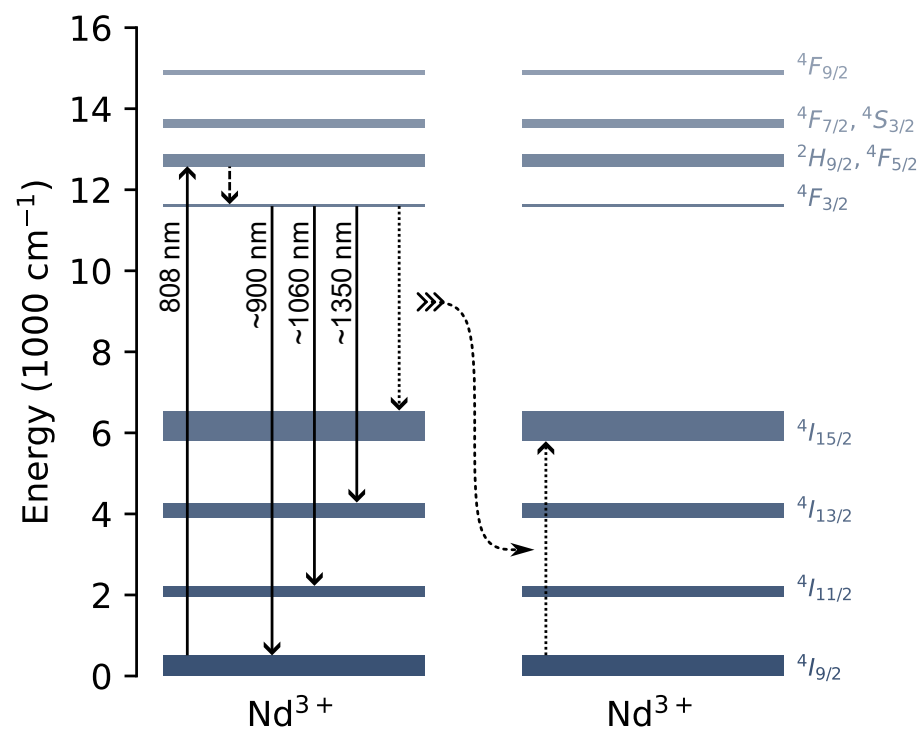 Energy (1000 cm⁻¹)
16
14
12
10
8
6
4
2
0
808 nm
~900 nm
~1060 nm
~1350 nm
⁴F₉/₂
⁴F₇/₂, ⁴S₃/₂
²H₉/₂, ⁴F₅/₂
⁴F₃/₂
⁴I₁₅/₂
⁴I₁₃/₂
⁴I₁₁/₂
⁴I₉/₂
Nd³⁺
Nd³⁺